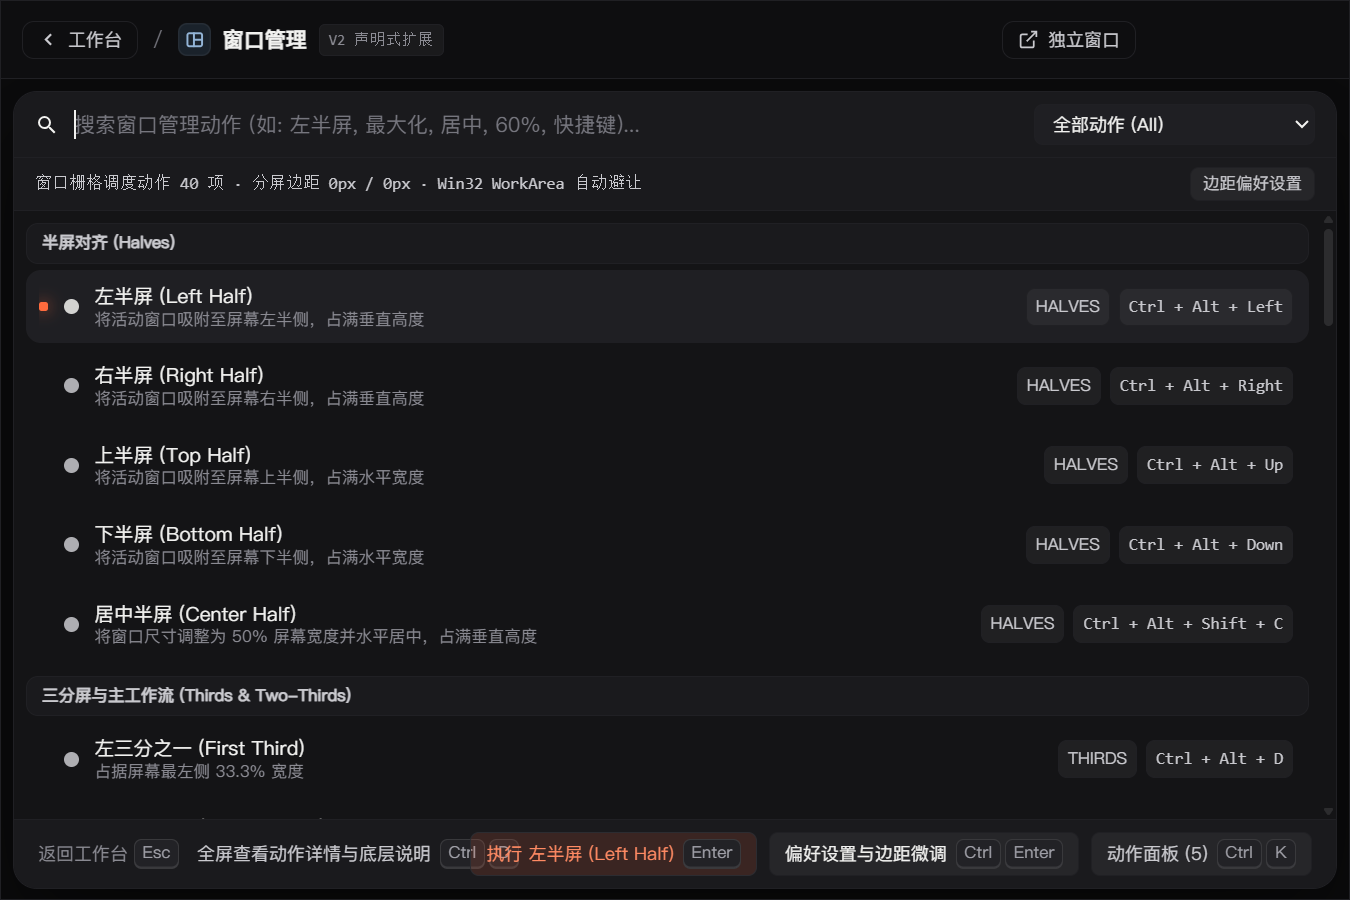 工作台 / 窗口管理 V2 声明式扩展 独立窗口
搜索窗口管理动作 (如: 左半屏, 最大化, 居中, 60%, 快捷键)... 全部动作 (All)
窗口栅格调度动作 40 项 · 分屏边距 0px / 0px · Win32 WorkArea 自动避让 边距偏好设置
半屏对齐 (Halves)
左半屏 (Left Half)
将活动窗口吸附至屏幕左半侧，占满垂直高度
HALVES Ctrl + Alt + Left
右半屏 (Right Half)
将活动窗口吸附至屏幕右半侧，占满垂直高度
HALVES Ctrl + Alt + Right
上半屏 (Top Half)
将活动窗口吸附至屏幕上半侧，占满水平宽度
HALVES Ctrl + Alt + Up
下半屏 (Bottom Half)
将活动窗口吸附至屏幕下半侧，占满水平宽度
HALVES Ctrl + Alt + Down
居中半屏 (Center Half)
将窗口尺寸调整为 50% 屏幕宽度并水平居中，占满垂直高度
HALVES Ctrl + Alt + Shift + C
三分屏与主工作流 (Thirds & Two-Thirds)
左三分之一 (First Third)
占据屏幕最左侧 33.3% 宽度
THIRDS Ctrl + Alt + D
返回工作台 Esc 全屏查看动作详情与底层说明 Ctrl 执行 左半屏 (Left Half) Enter 偏好设置与边距微调 Ctrl Enter 动作面板 (5) Ctrl K